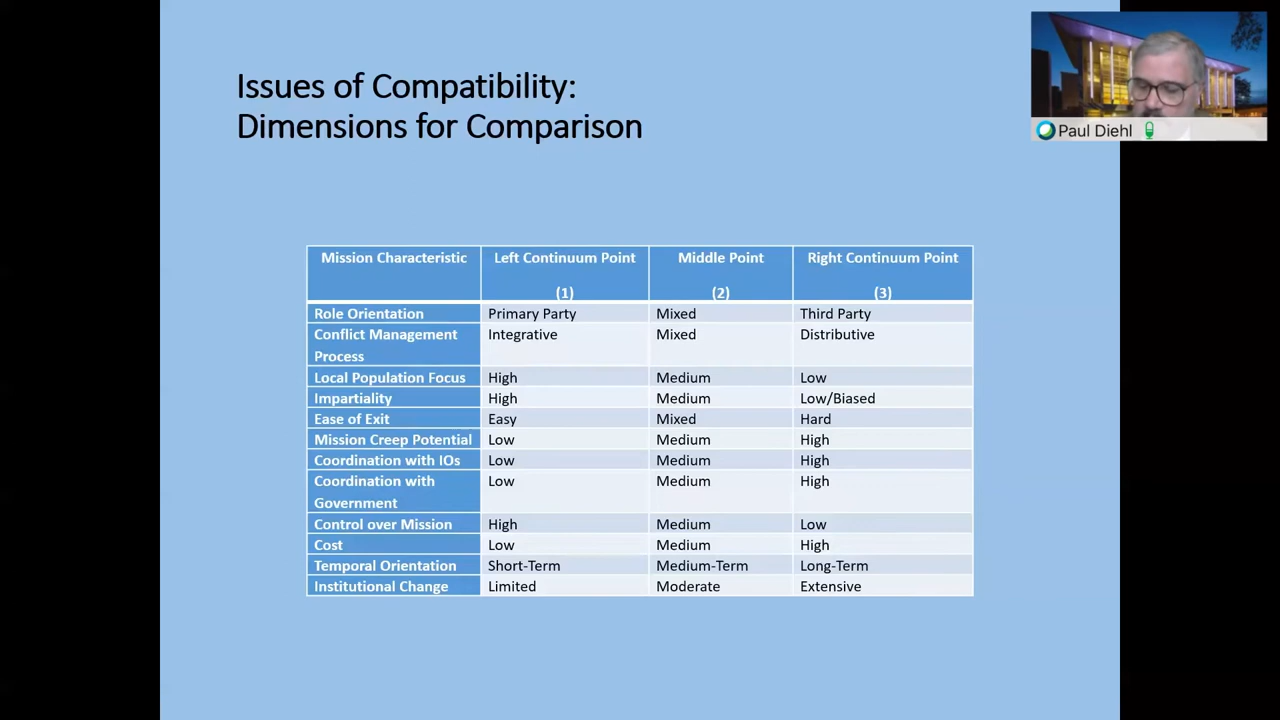 Issues of Compatibility:
Dimensions for Comparison
Paul Diehl
Mission Characteristic Left Continuum Point Middle Point Right Continuum Point
(1) (2) (3)
Role Orientation Primary Party Mixed Third Party
Conflict Management Integrative Mixed Distributive
Process
Local Population Focus High Medium Low
Impartiality High Medium Low/Biased
Ease of Exit Easy Mixed Hard
Mission Creep Potential Low Medium High
Coordination with IOs Low Medium High
Coordination with Low Medium High
Government
Control over Mission High Medium Low
Cost Low Medium High
Temporal Orientation Short-Term Medium-Term Long-Term
Institutional Change Limited Moderate Extensive